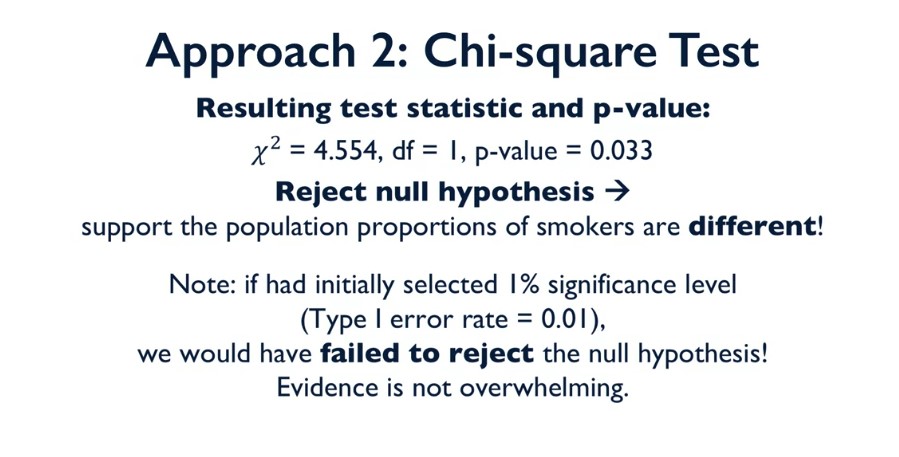 Approach 2: Chi-square Test
Resulting test statistic and p-value:
χ² = 4.554, df = 1, p-value = 0.033
Reject null hypothesis →
support the population proportions of smokers are different!
Note: if had initially selected 1% significance level
(Type I error rate = 0.01),
we would have failed to reject the null hypothesis!
Evidence is not overwhelming.